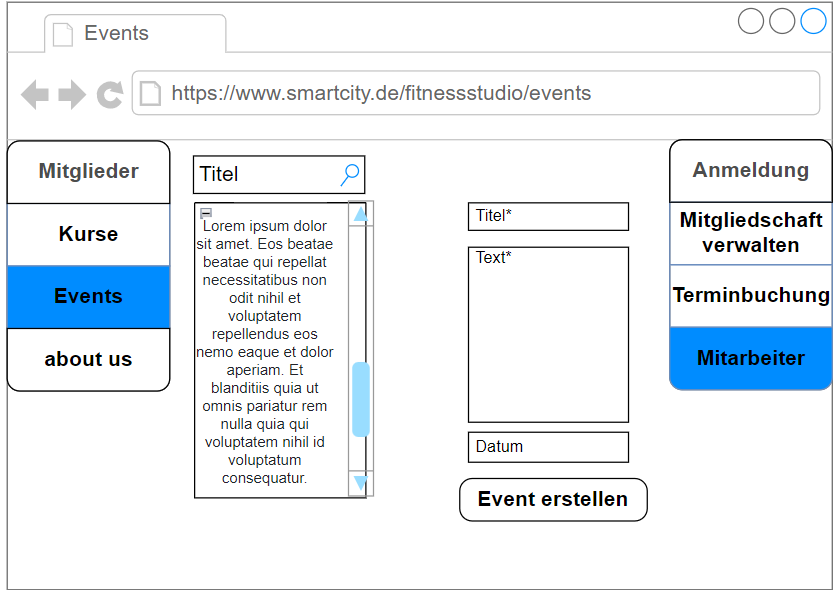 Events
https://www.smartcity.de/fitnessstudio/events
Mitglieder
Kurse
Events
about us
Titel
Lorem ipsum dolor
sit amet. Eos beatae
beatae qui repellat
necessitatibus non
odit nihil et
voluptatem
repellendus eos
nemo eaque et dolor
aperiam. Et
blanditiis quia ut
omnis pariatur rem
nulla quia qui
voluptatem nihil id
voluptatum
consequatur.
Titel*
Text*
Datum
Event erstellen
Anmeldung
Mitgliedschaft
verwalten
Terminbuchung
Mitarbeiter